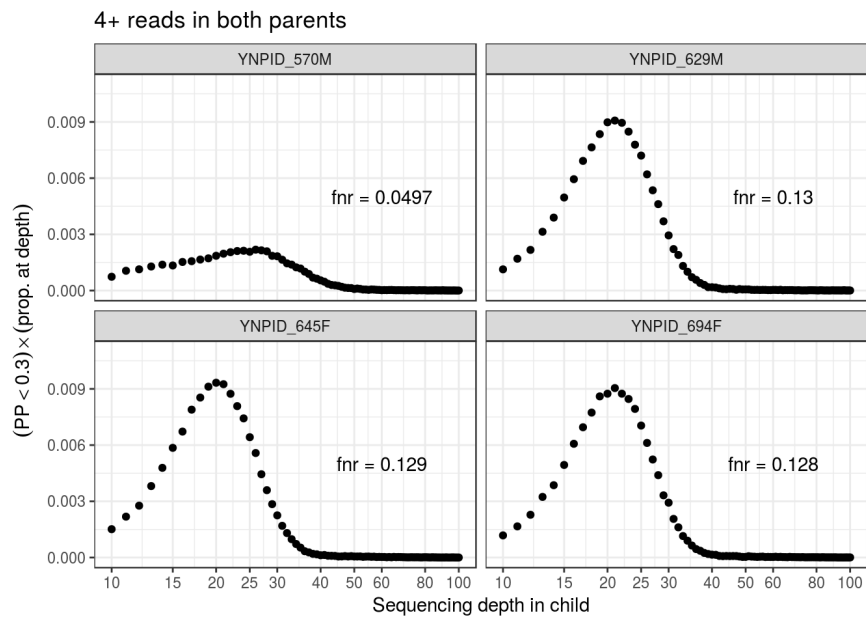 4+ reads in both parents
YNPID_570M
YNPID_629M
fnr = 0.0497
fnr = 0.13
0.009
0.006
0.003
0.000
YNPID_645F
YNPID_694F
fnr = 0.129
fnr = 0.128
0.009
0.006
0.003
0.000
10 15 20 25 30 40 50 60 80 100
10 15 20 25 30 40 50 60 80 100
Sequencing depth in child
(PP < 0.3) × (prop. at depth)